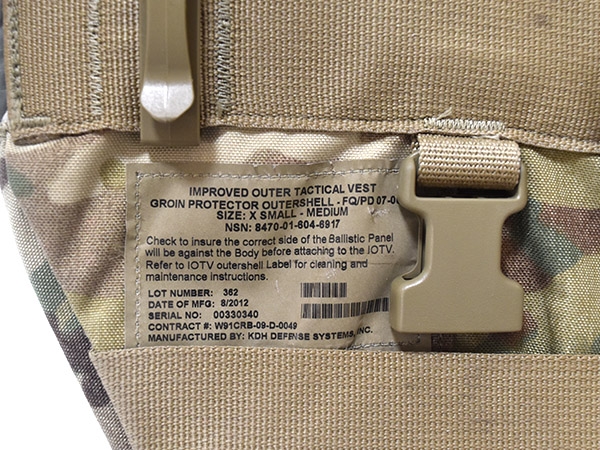 IMPROVED OUTER TACTICAL VEST
GROIN PROTECTOR OUTERSHELL - FQ/PD 07-0
SIZE: X SMALL - MEDIUM
NSN: 8470-01-604-6917
Check to insure the correct side of the Ballistic Panel
will be against the Body before attaching to the IOTV.
Refer to IOTV outershell Label for cleaning and
maintenance instructions.
LOT NUMBER: 362
DATE OF MFG: 8/2012
SERIAL NO: 00330340
CONTRACT #: W91CRB-09-D-0049
MANUFACTURED BY: KDH DEFENSE SYSTEMS, INC.